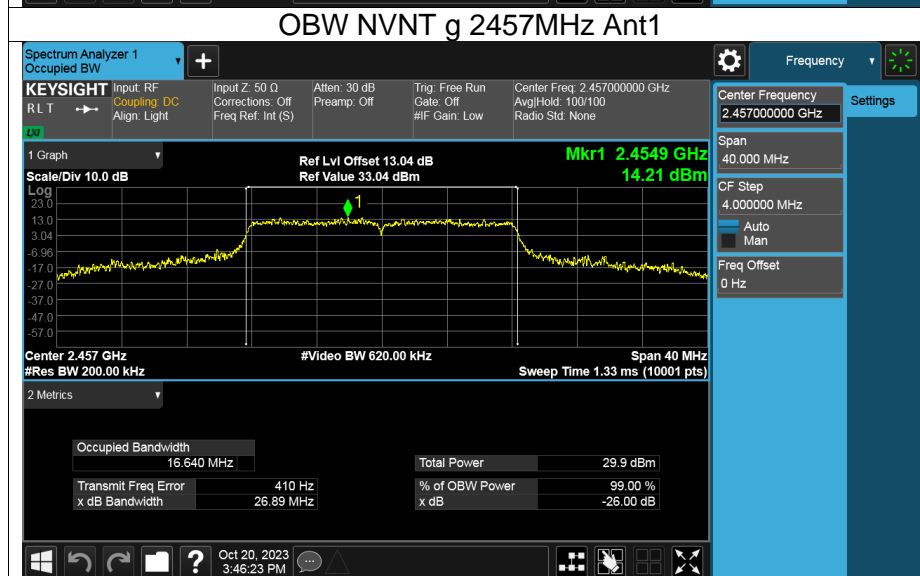 OBW NVNT g 2457MHz Ant1
Spectrum Analyzer 1
Occupied BW
+
Frequency
KEYSIGHT
RLT
LXI
Input: RF
Coupling: DC
Align: Light
Input Z: 50 Ω
Corrections: Off
Freq Ref: Int (S)
Atten: 30 dB
Preamp: Off
Trig: Free Run
Gate: Off
#IF Gain: Low
Center Freq: 2.457000000 GHz
Avg|Hold: 100/100
Radio Std: None
Center Frequency
2.457000000 GHz
Settings
Span
40.000 MHz
CF Step
4.000000 MHz
Auto
Man
Freq Offset
0 Hz
1 Graph
Scale/Div 10.0 dB
Ref Lvl Offset 13.04 dB
Ref Value 33.04 dBm
Mkr1 2.4549 GHz
14.21 dBm
Log
23.0
13.0
3.04
-6.96
-17.0
-27.0
-37.0
-47.0
-57.0
1
Center 2.457 GHz
#Video BW 620.00 kHz
Span 40 MHz
#Res BW 200.00 kHz
Sweep Time 1.33 ms (10001 pts)
2 Metrics
Occupied Bandwidth
16.640 MHz
Total Power 29.9 dBm
Transmit Freq Error 410 Hz
% of OBW Power 99.00 %
x dB Bandwidth 26.89 MHz
x dB -26.00 dB
?
Oct 20, 2023
3:46:23 PM